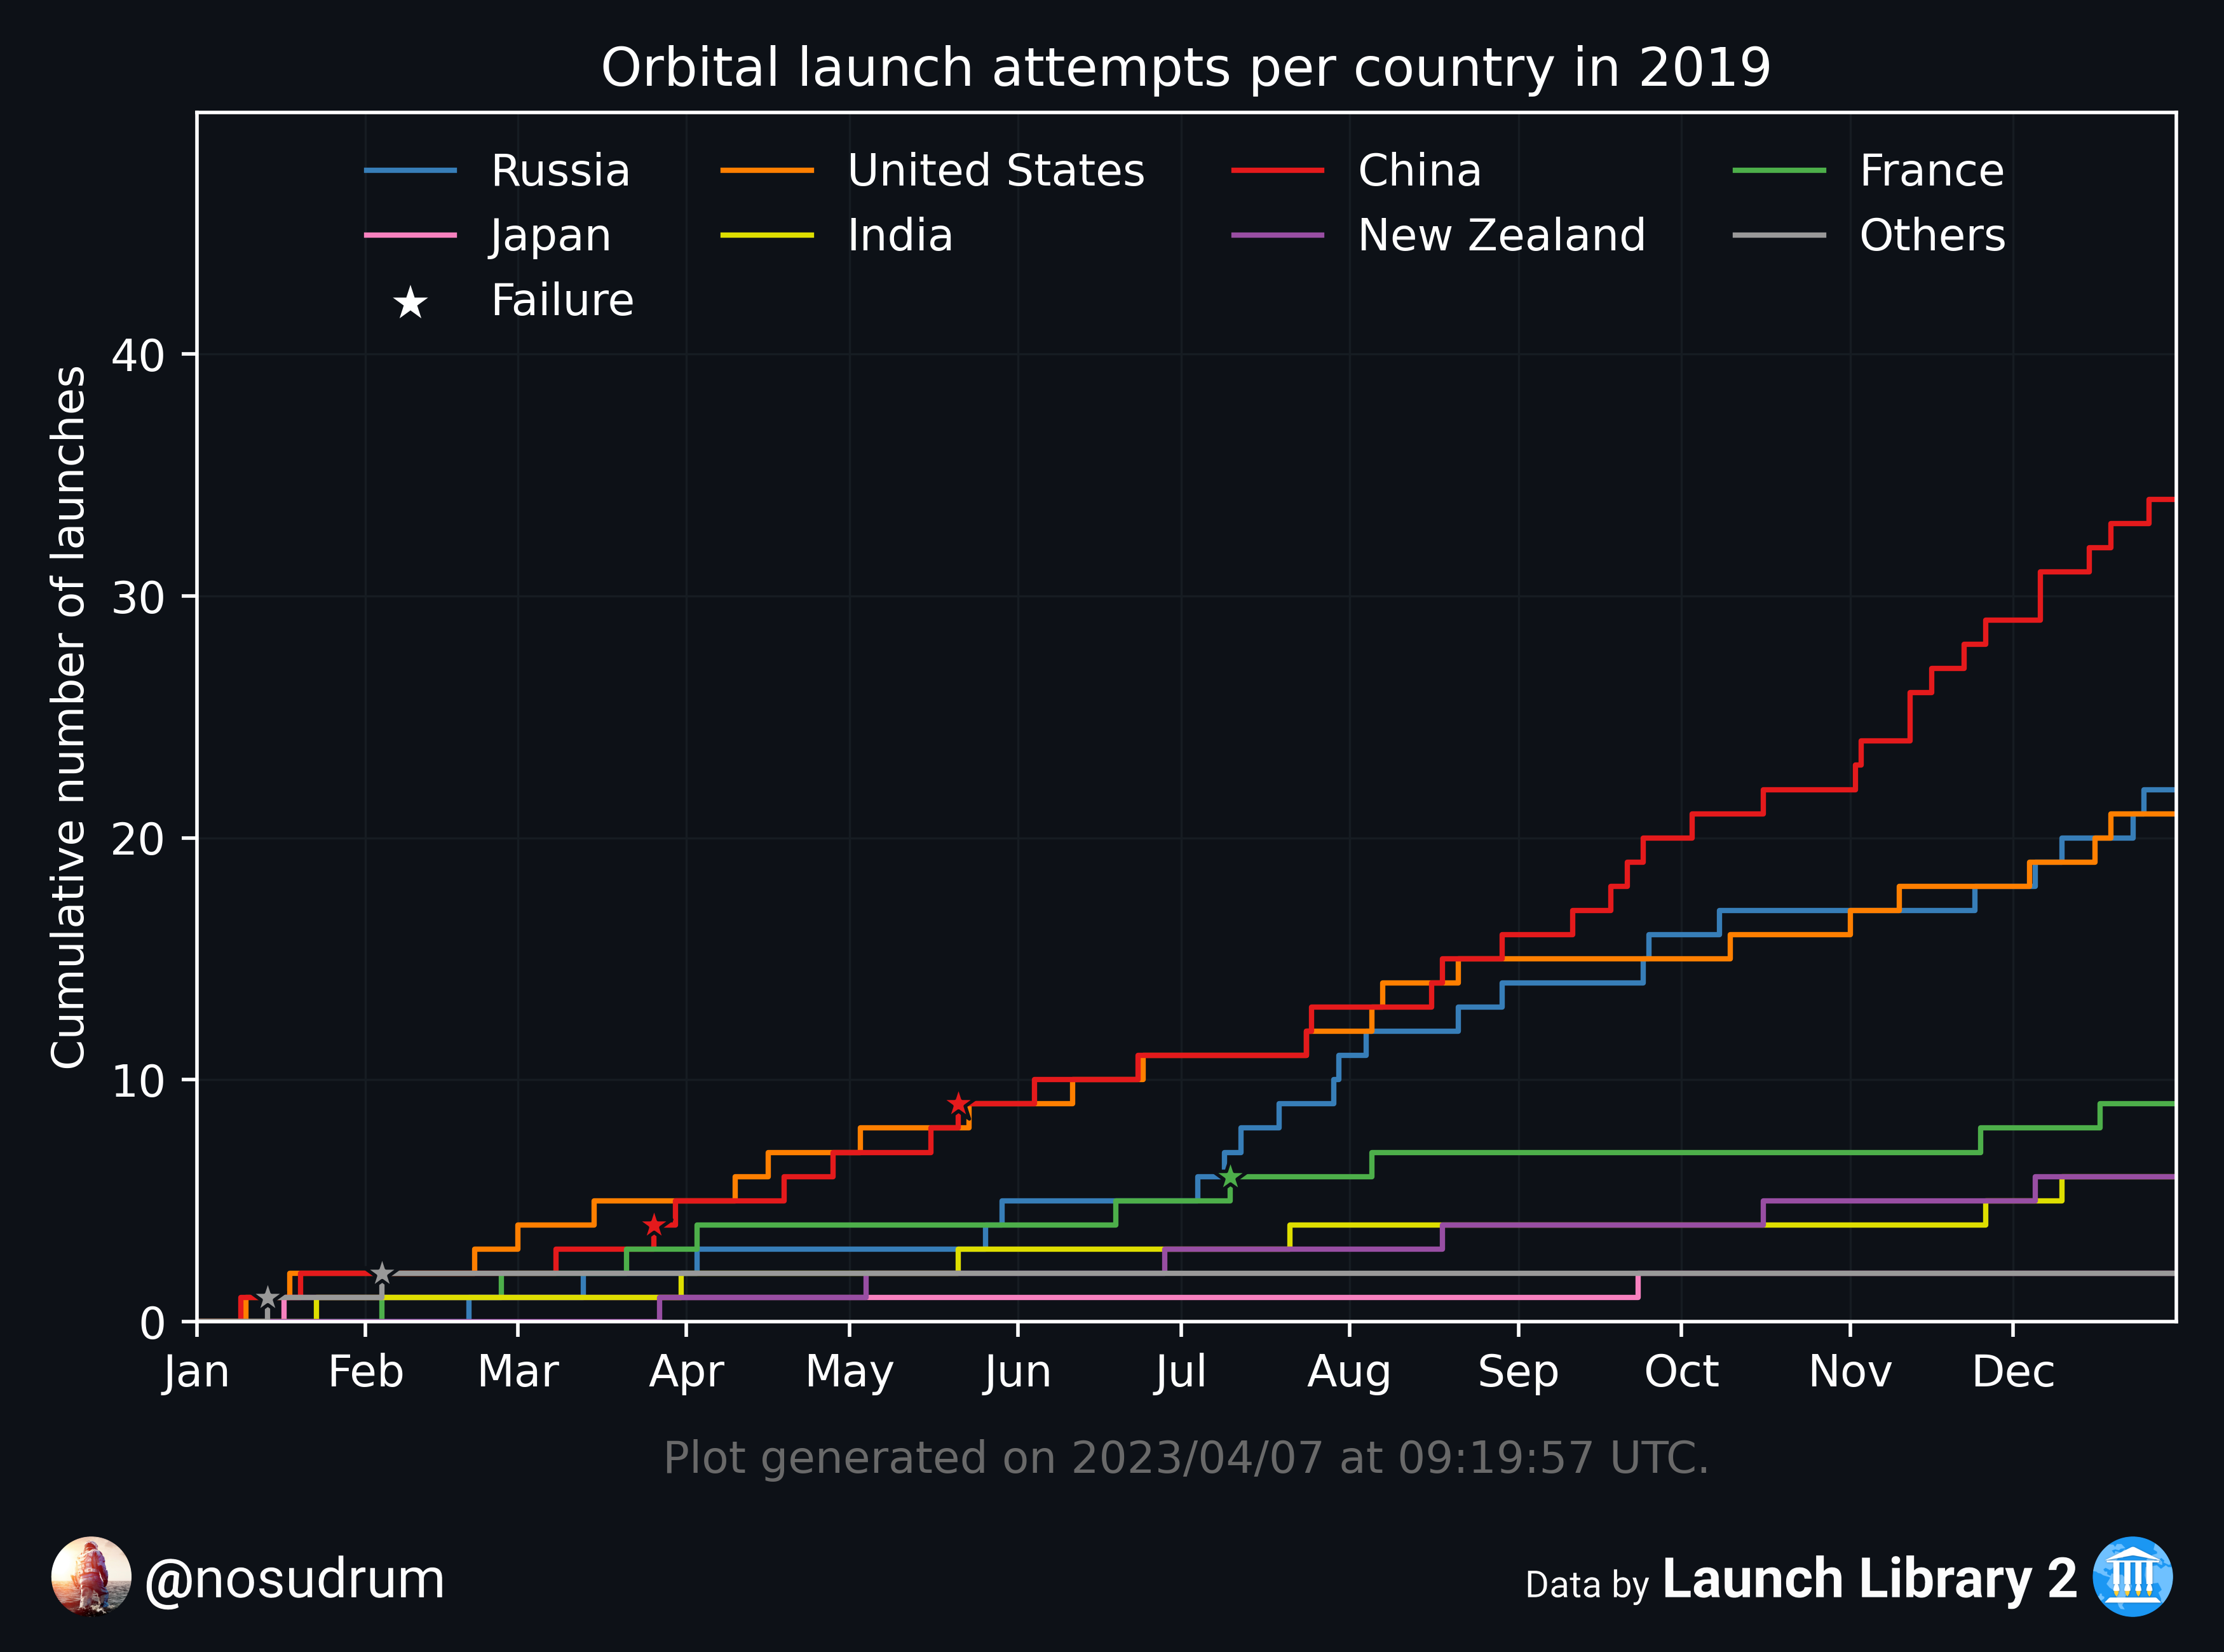 Orbital launch attempts per country in 2019
Russia United States China France
Japan India New Zealand Others
Failure
Cumulative number of launches
40
30
20
10
0
Jan Feb Mar Apr May Jun Jul Aug Sep Oct Nov Dec
Plot generated on 2023/04/07 at 09:19:57 UTC.
@nosudrum
Data by Launch Library 2